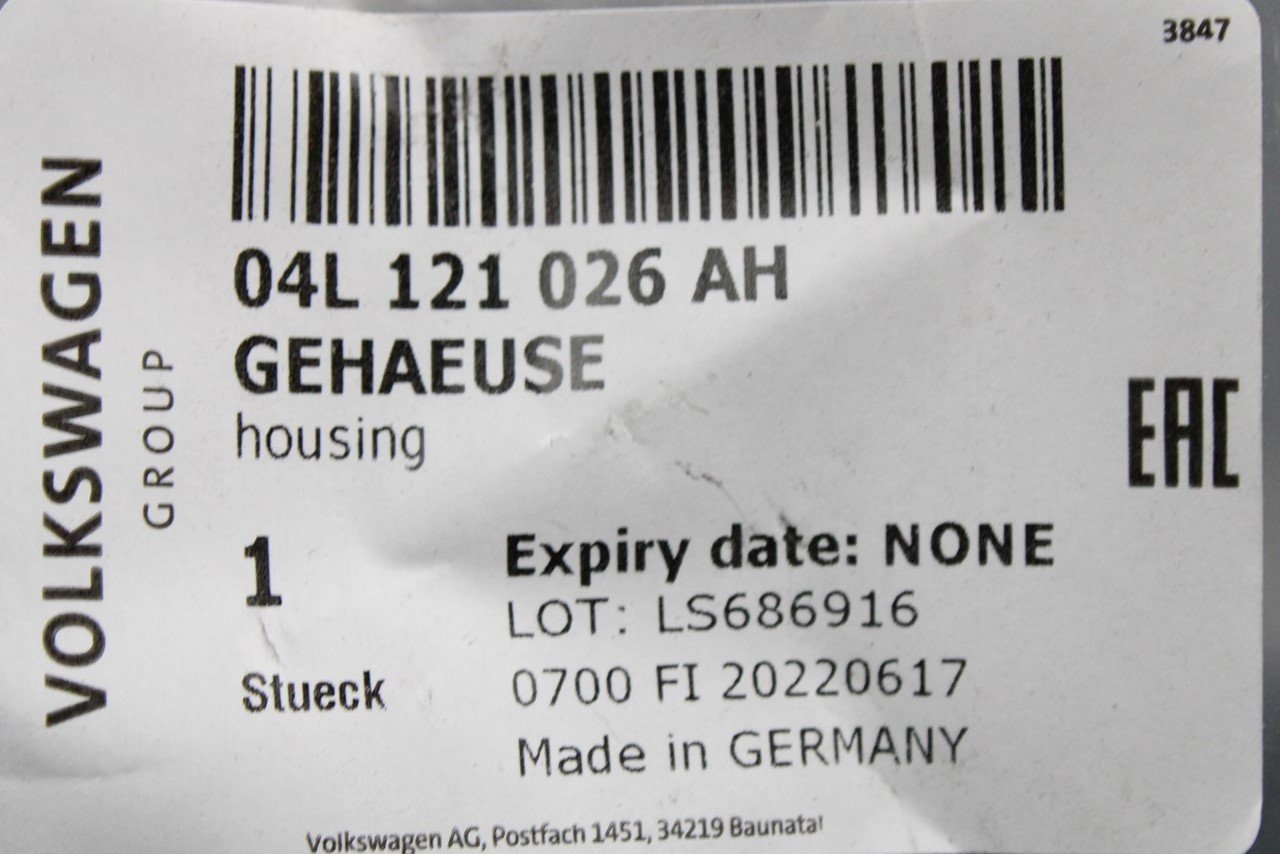 3847
VOLKSWAGEN
GROUP
04L 121 026 AH
GEHAEUSE
housing
EAC
1
Stueck
Expiry date: NONE
LOT: LS686916
0700 FI 20220617
Made in GERMANY
Volkswagen AG, Postfach 1451, 34219 Baunatal